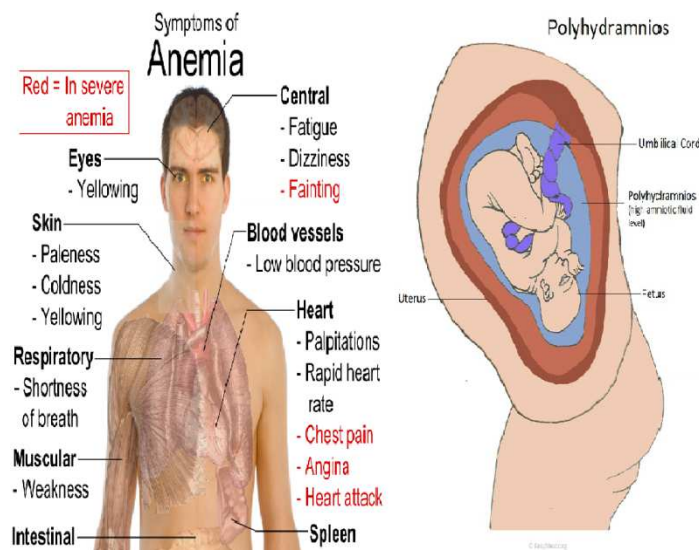 Symptoms of
Anemia
Red = In severe
anemia
Central
- Fatigue
- Dizziness
- Fainting
Eyes
- Yellowing
Skin
- Paleness
- Coldness
- Yellowing
Blood vessels
- Low blood pressure
Heart
- Palpitations
- Rapid heart
rate
- Chest pain
- Angina
- Heart attack
Respiratory
- Shortness
of breath
Muscular
- Weakness
Intestinal
Spleen
Polyhydramnios
Umbilical Cord
Polyhydramnios
(high amniotic fluid
level)
Uterus
Fetus